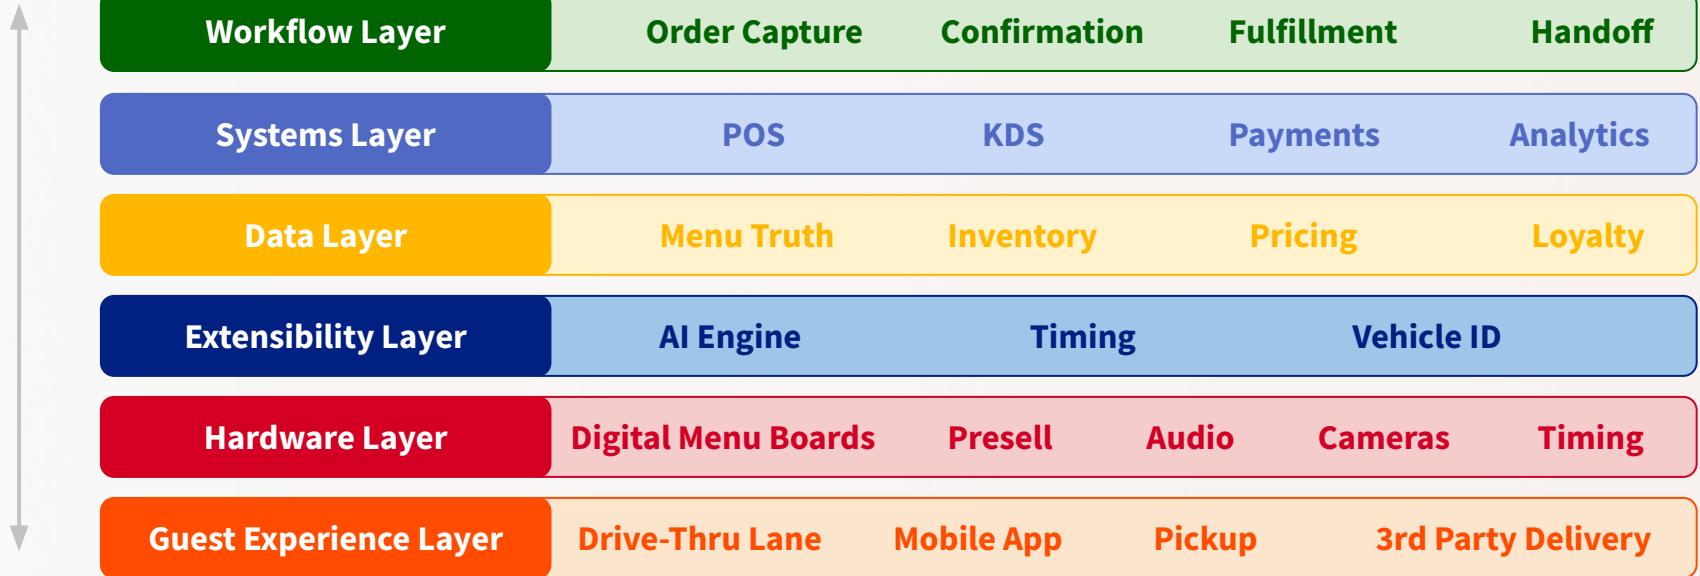 Workflow Layer Order Capture Confirmation Fulfillment Handoff
Systems Layer POS KDS Payments Analytics
Data Layer Menu Truth Inventory Pricing Loyalty
Extensibility Layer AI Engine Timing Vehicle ID
Hardware Layer Digital Menu Boards Presell Audio Cameras Timing
Guest Experience Layer Drive-Thru Lane Mobile App Pickup 3rd Party Delivery